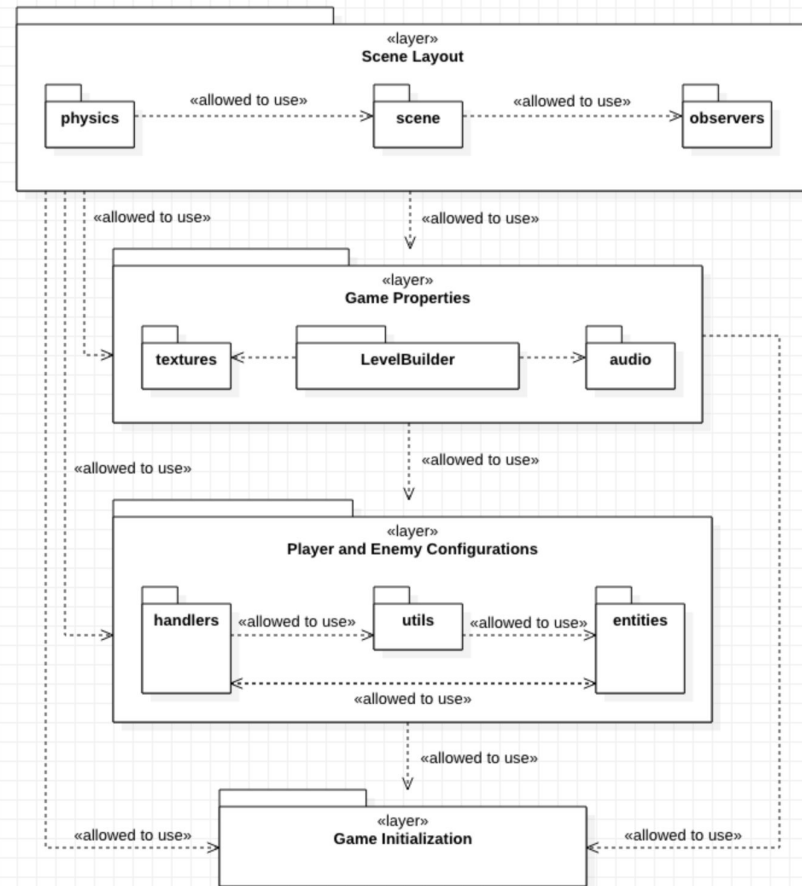 «layer»
Scene Layout
«allowed to use»
«allowed to use»
physics
scene
observers
«allowed to use»
«allowed to use»
«layer»
Game Properties
textures
LevelBuilder
audio
«allowed to use»
«allowed to use»
«layer»
Player and Enemy Configurations
handlers
«allowed to use»
utils
«allowed to use»
entities
«allowed to use»
«allowed to use»
«layer»
Game Initialization
«allowed to use»
«allowed to use»